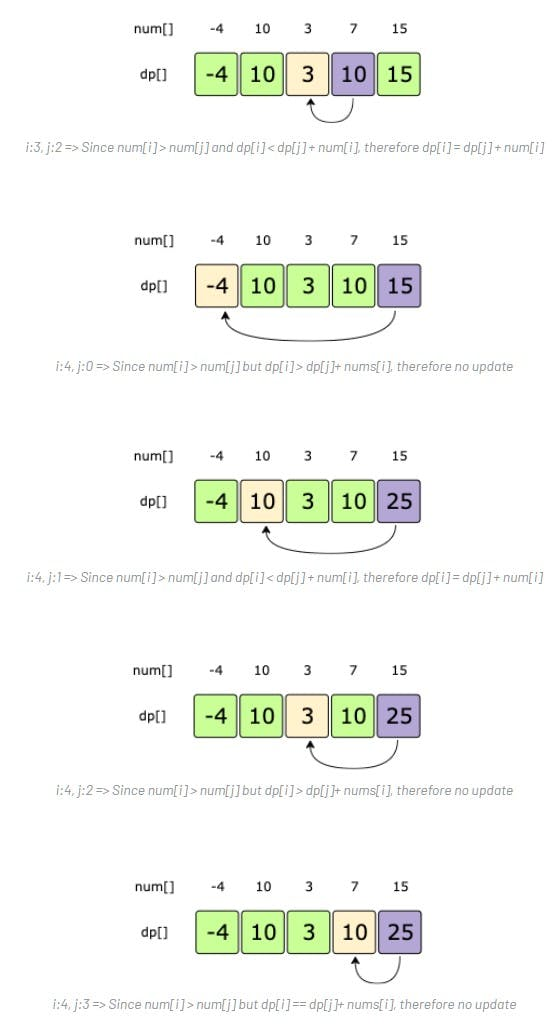 num[] -4 10 3 7 15
dp[] -4 10 3 10 15
i:3, j:2 => Since num[i] > num[j] and dp[i] < dp[j] + num[i], therefore dp[i] = dp[j] + num[i]
num[] -4 10 3 7 15
dp[] -4 10 3 10 15
i:4, j:0 => Since num[i] > num[j] but dp[i] > dp[j]+ nums[i], therefore no update
num[] -4 10 3 7 15
dp[] -4 10 3 10 25
i:4, j:1 => Since num[i] > num[j] and dp[i] < dp[j] + num[i], therefore dp[i] = dp[j] + num[i]
num[] -4 10 3 7 15
dp[] -4 10 3 10 25
i:4, j:2 => Since num[i] > num[j] but dp[i] > dp[j]+ nums[i], therefore no update
num[] -4 10 3 7 15
dp[] -4 10 3 10 25
i:4, j:3 => Since num[i] > num[j] but dp[i] == dp[j]+ nums[i], therefore no update